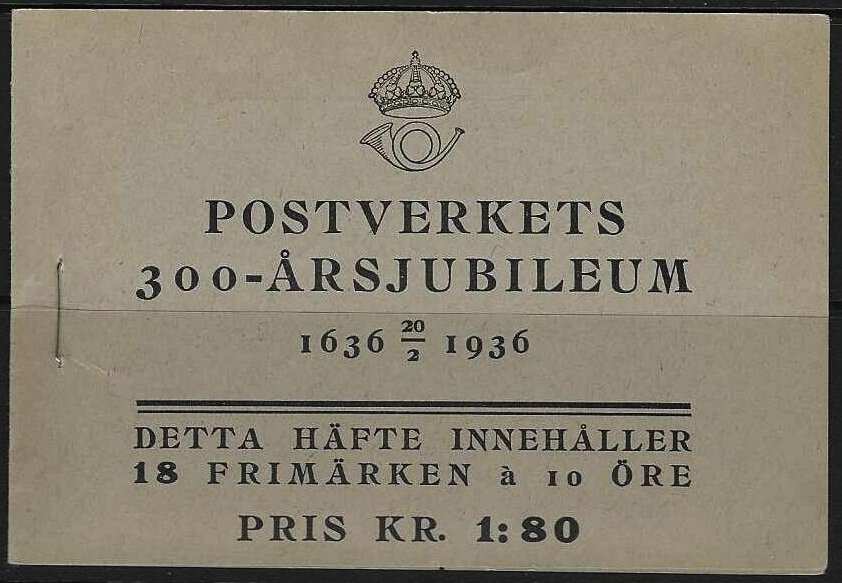 POSTVERKETS
300-ÅRSJUBILEUM
1636 20/2 1936
DETTA HÄFTE INNEHÅLLER
18 FRIMÄRKEN à 10 ÖRE
PRIS KR. 1:80